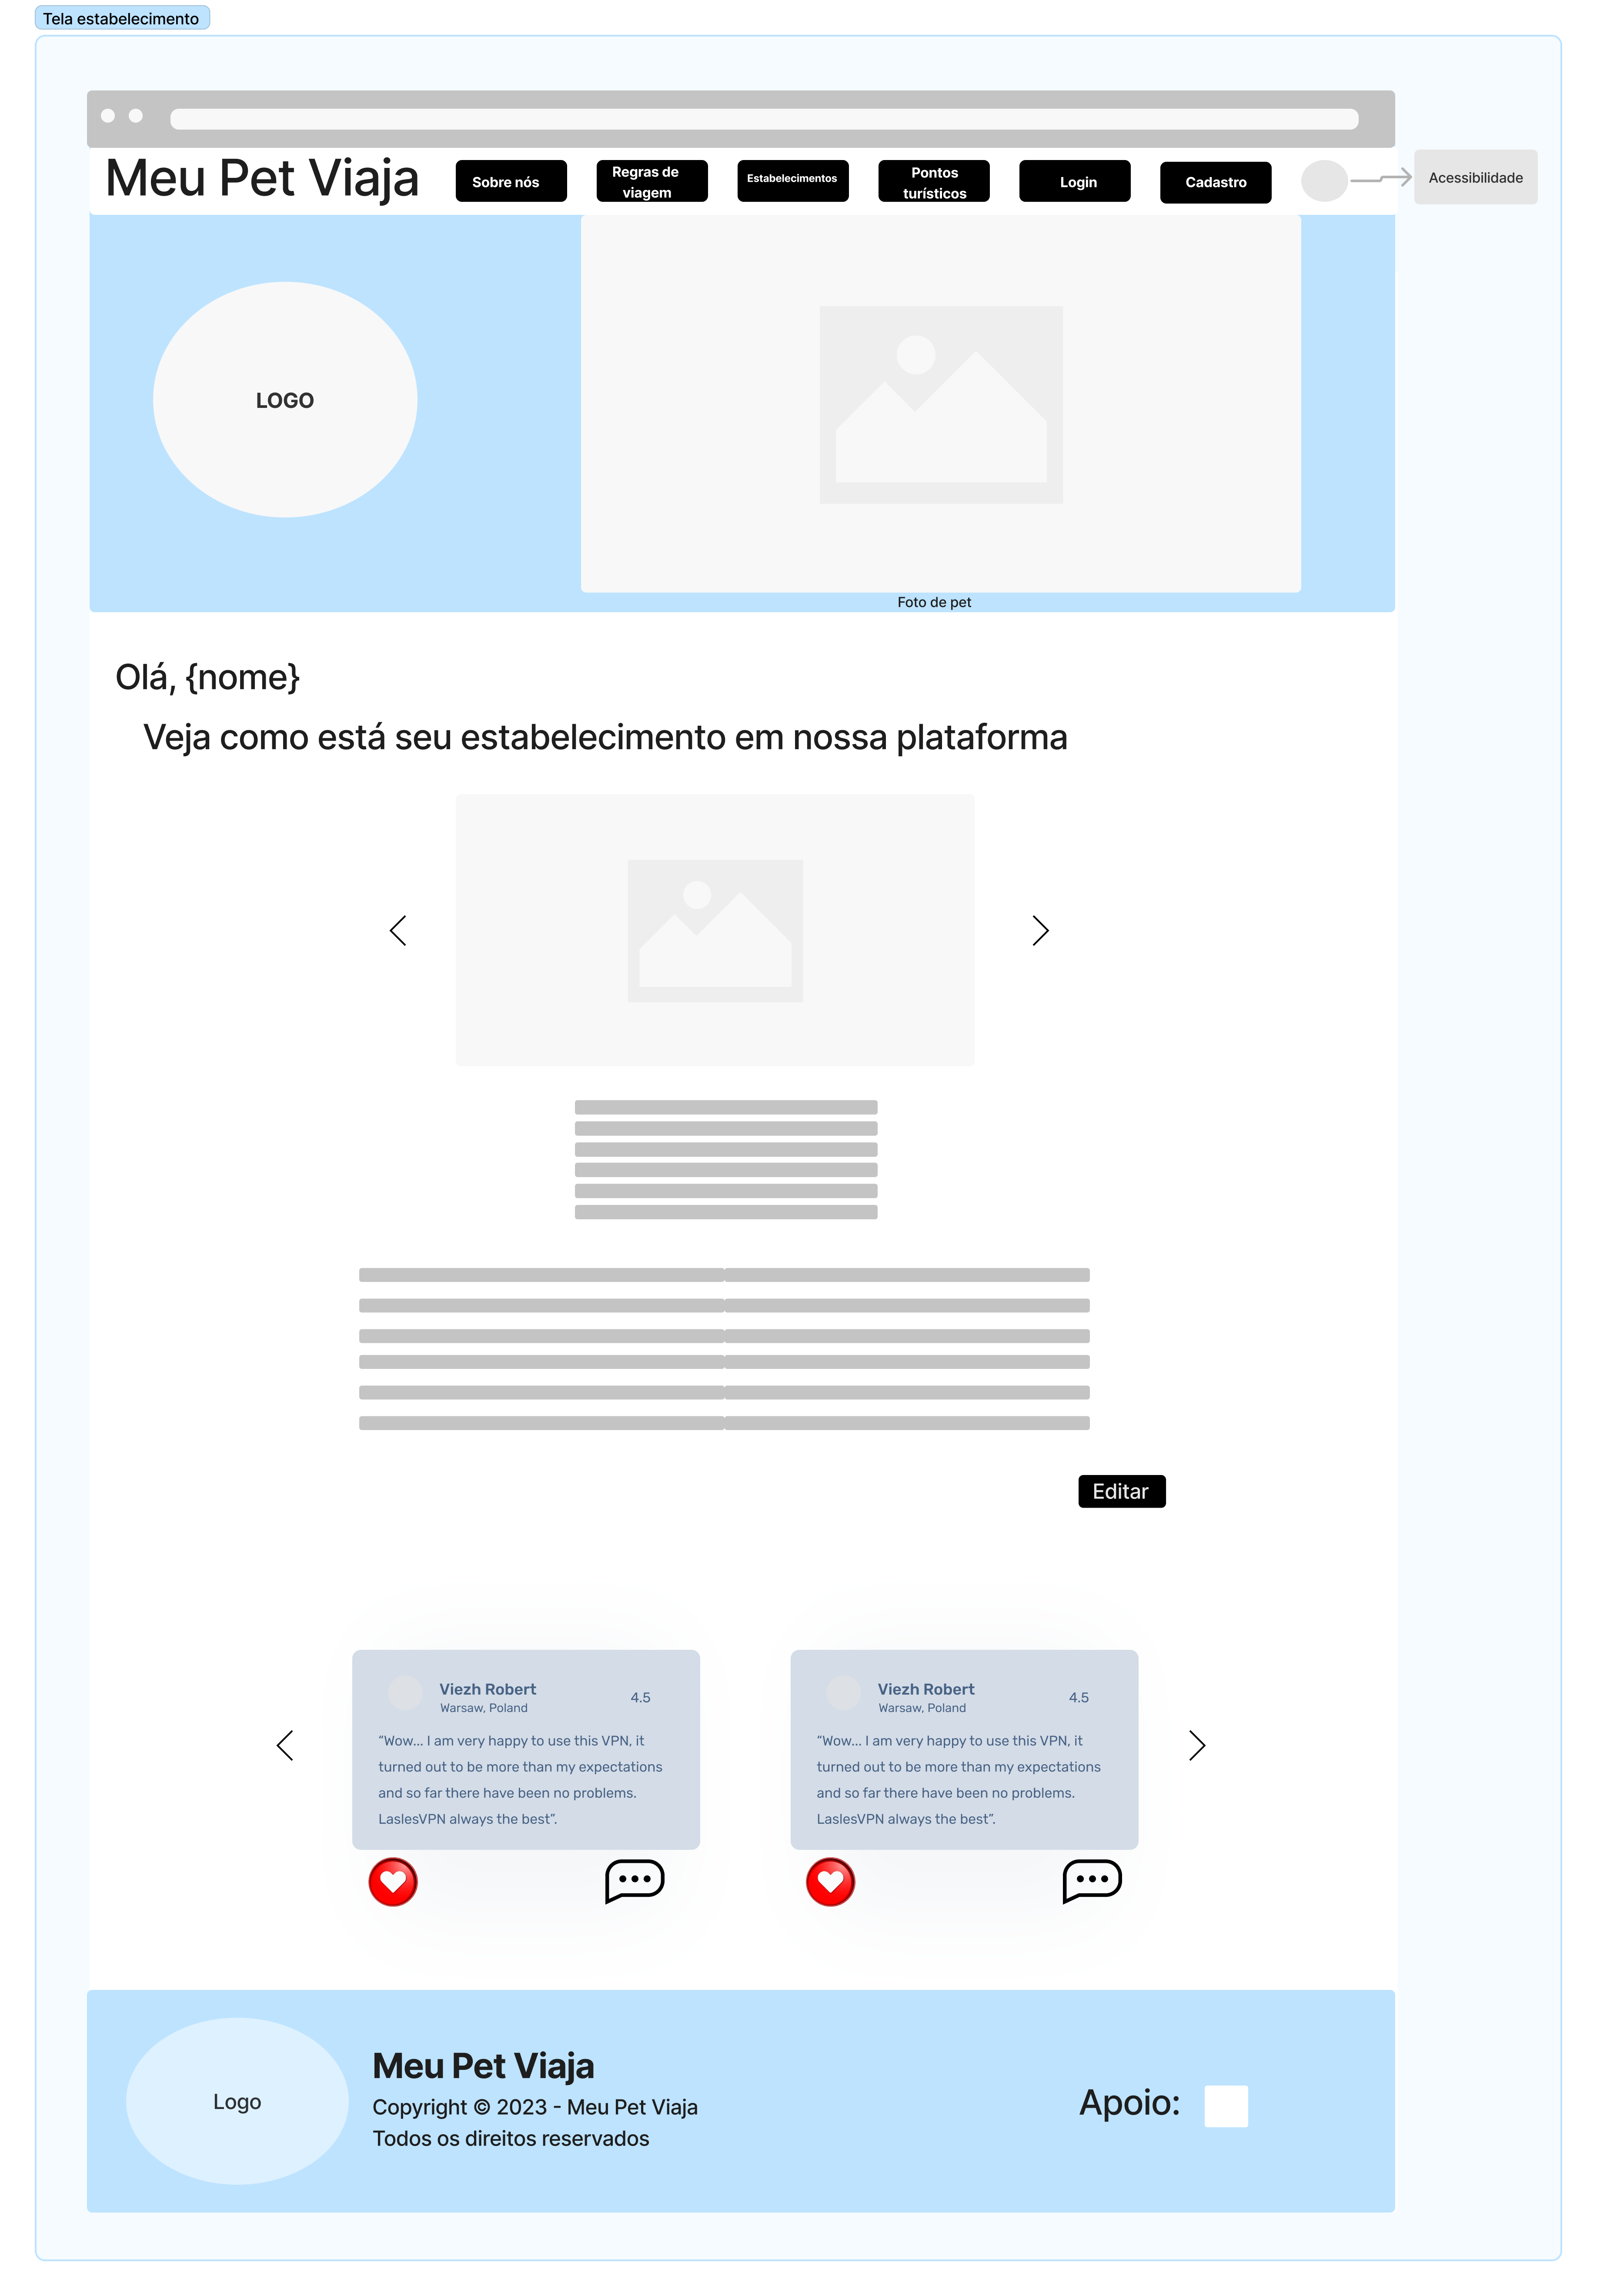 Tela estabelecimento
Meu Pet Viaja
Sobre nós
Regras de
viagem
Estabelecimentos
Pontos
turísticos
Login
Cadastro
Acessibilidade
LOGO
Foto de pet
Olá, {nome}
Veja como está seu estabelecimento em nossa plataforma
Editar
Viezh Robert
Warsaw, Poland
4.5
“Wow... I am very happy to use this VPN, it
turned out to be more than my expectations
and so far there have been no problems.
LaslesVPN always the best”.
Viezh Robert
Warsaw, Poland
4.5
“Wow... I am very happy to use this VPN, it
turned out to be more than my expectations
and so far there have been no problems.
LaslesVPN always the best”.
Logo
Meu Pet Viaja
Copyright © 2023 - Meu Pet Viaja
Todos os direitos reservados
Apoio: